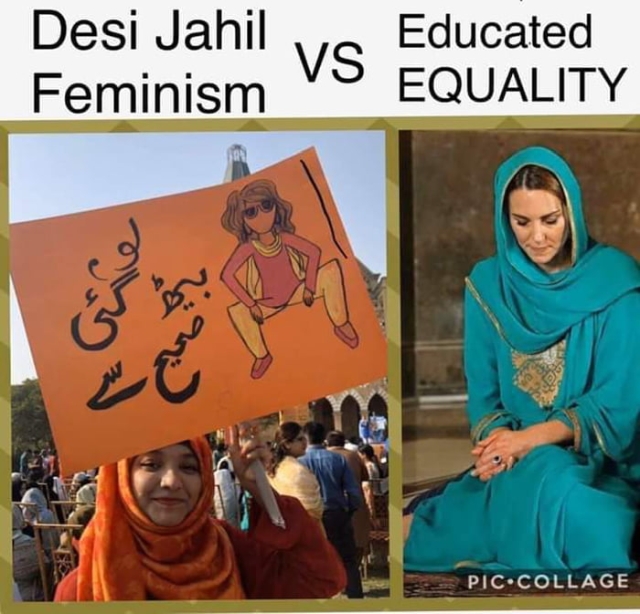 Desi Jahil
Feminism
VS
Educated
EQUALITY
لو بیٹھ
گئی صحیح
سے
PIC•COLLAGE